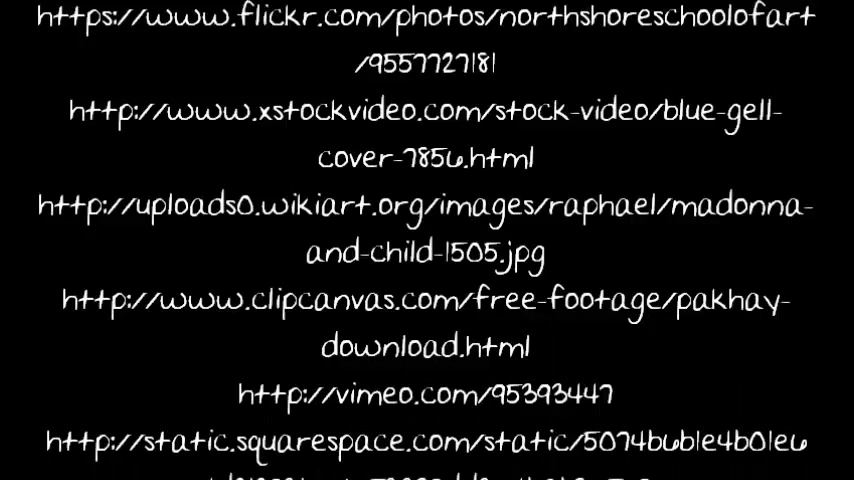 https://www.flickr.com/photos/northshoreschoolofart
/9557727181
http://www.xstockvideo.com/stock-video/blue-gell-
cover-7856.html
http://uploads0.wikiart.org/images/raphael/madonna-
and-child-1505.jpg
http://www.clipcanvas.com/free-footage/pakhay-
download.html
http://vimeo.com/95393447
http://static.squarespace.com/static/5074b6b1e4b01e6